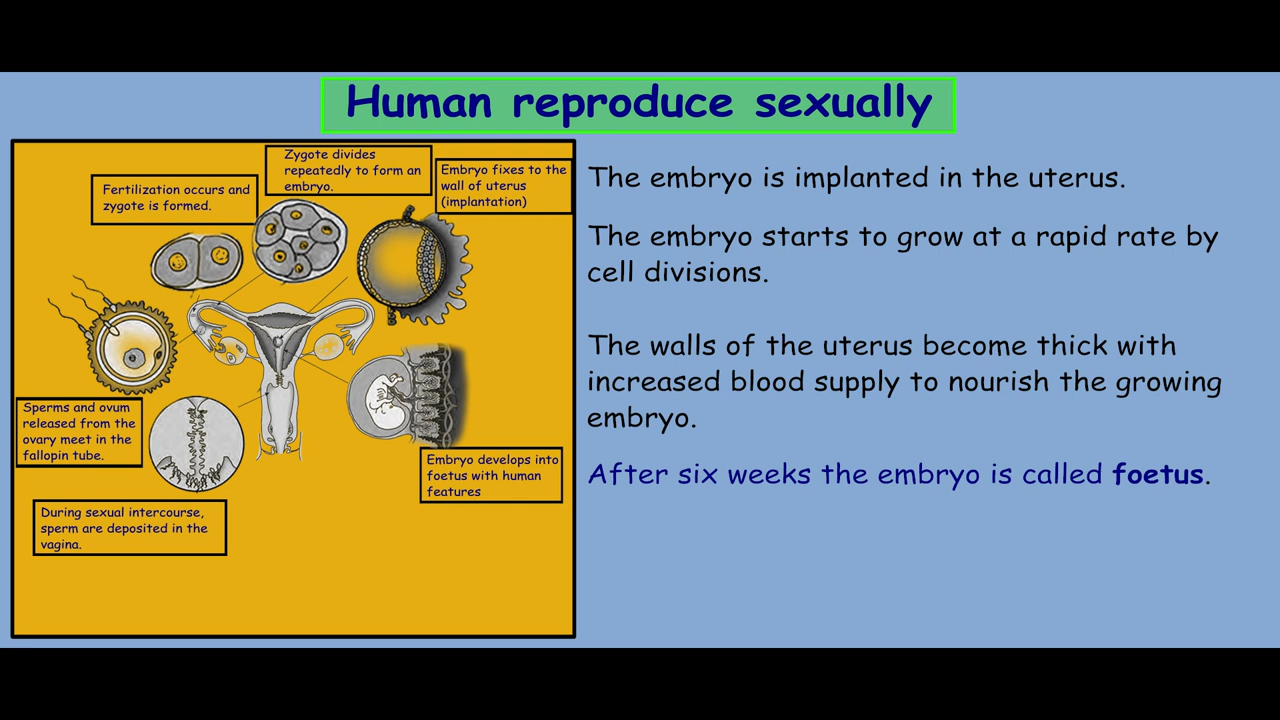 Human reproduce sexually
Zygote divides
repeatedly to form an
embryo.
Embryo fixes to the
wall of uterus
(implantation)
Fertilization occurs and
zygote is formed.
Sperms and ovum
released from the
ovary meet in the
fallopin tube.
Embryo develops into
foetus with human
features
During sexual intercourse,
sperm are deposited in the
vagina.
The embryo is implanted in the uterus.
The embryo starts to grow at a rapid rate by
cell divisions.
The walls of the uterus become thick with
increased blood supply to nourish the growing
embryo.
After six weeks the embryo is called foetus.